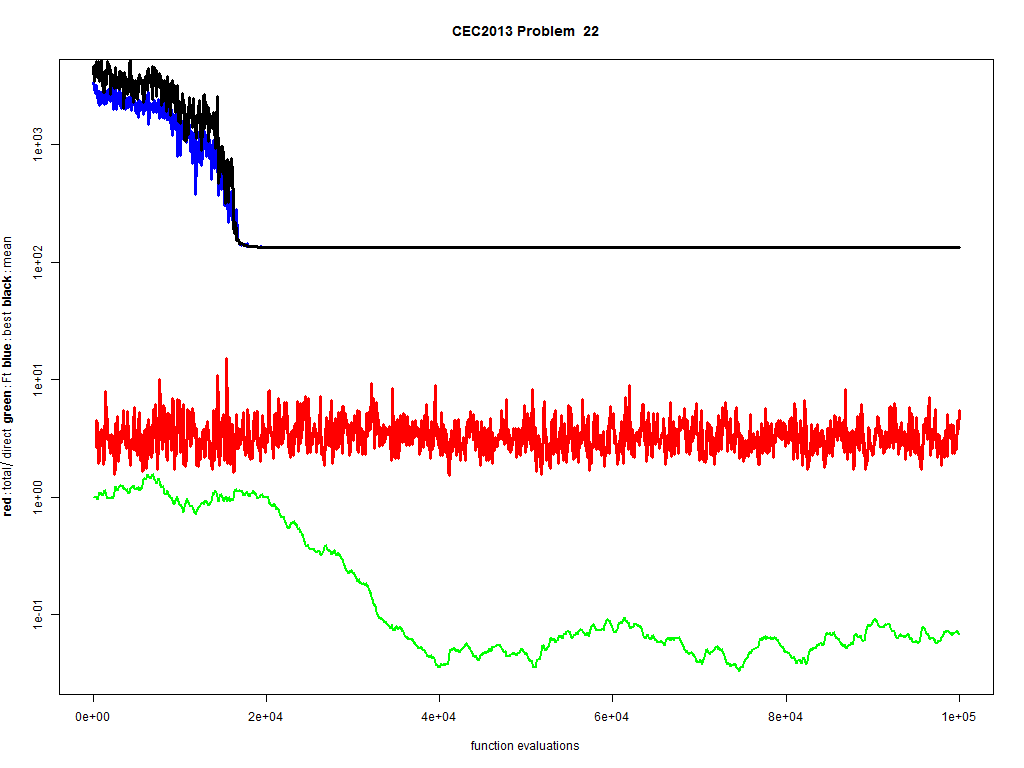 CEC2013 Problem  22
red : total/ direct  green : Ft  blue : best  black : mean
1e+03
1e+02
1e+01
1e+00
1e-01
0e+00
2e+04
4e+04
6e+04
8e+04
1e+05
function evaluations